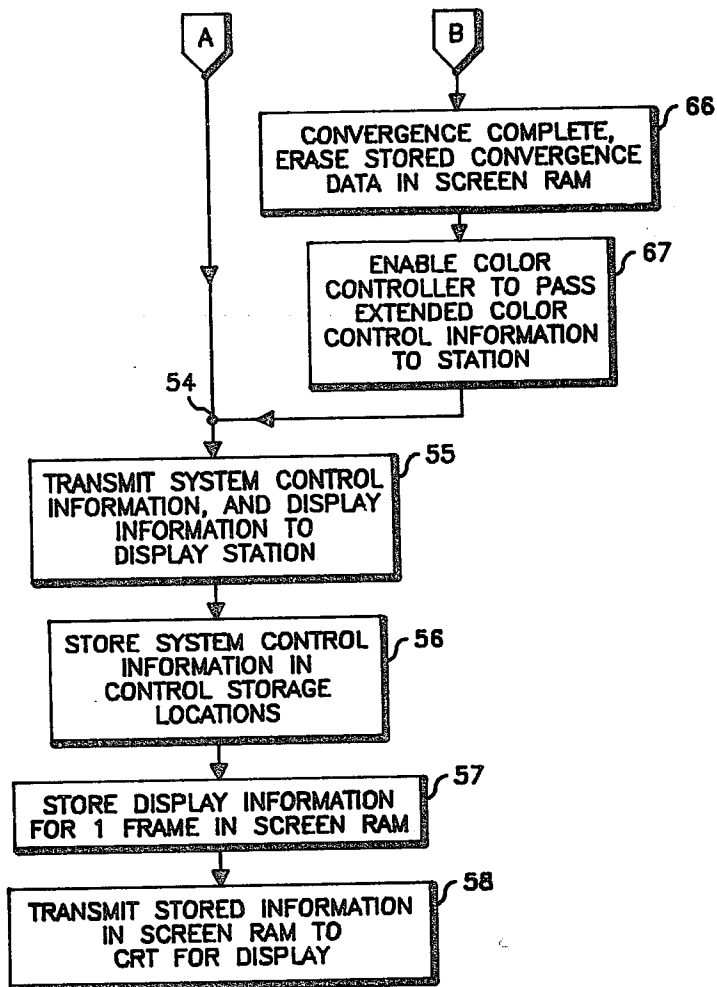 A
B
66
CONVERGENCE COMPLETE,
ERASE STORED CONVERGENCE
DATA IN SCREEN RAM
67
ENABLE COLOR
CONTROLLER TO PASS
EXTENDED COLOR
CONTROL INFORMATION
TO STATION
54
55
TRANSMIT SYSTEM CONTROL
INFORMATION, AND DISPLAY
INFORMATION TO
DISPLAY STATION
56
STORE SYSTEM CONTROL
INFORMATION IN
CONTROL STORAGE
LOCATIONS
57
STORE DISPLAY INFORMATION
FOR 1 FRAME IN SCREEN RAM
58
TRANSMIT STORED INFORMATION
IN SCREEN RAM TO
CRT FOR DISPLAY